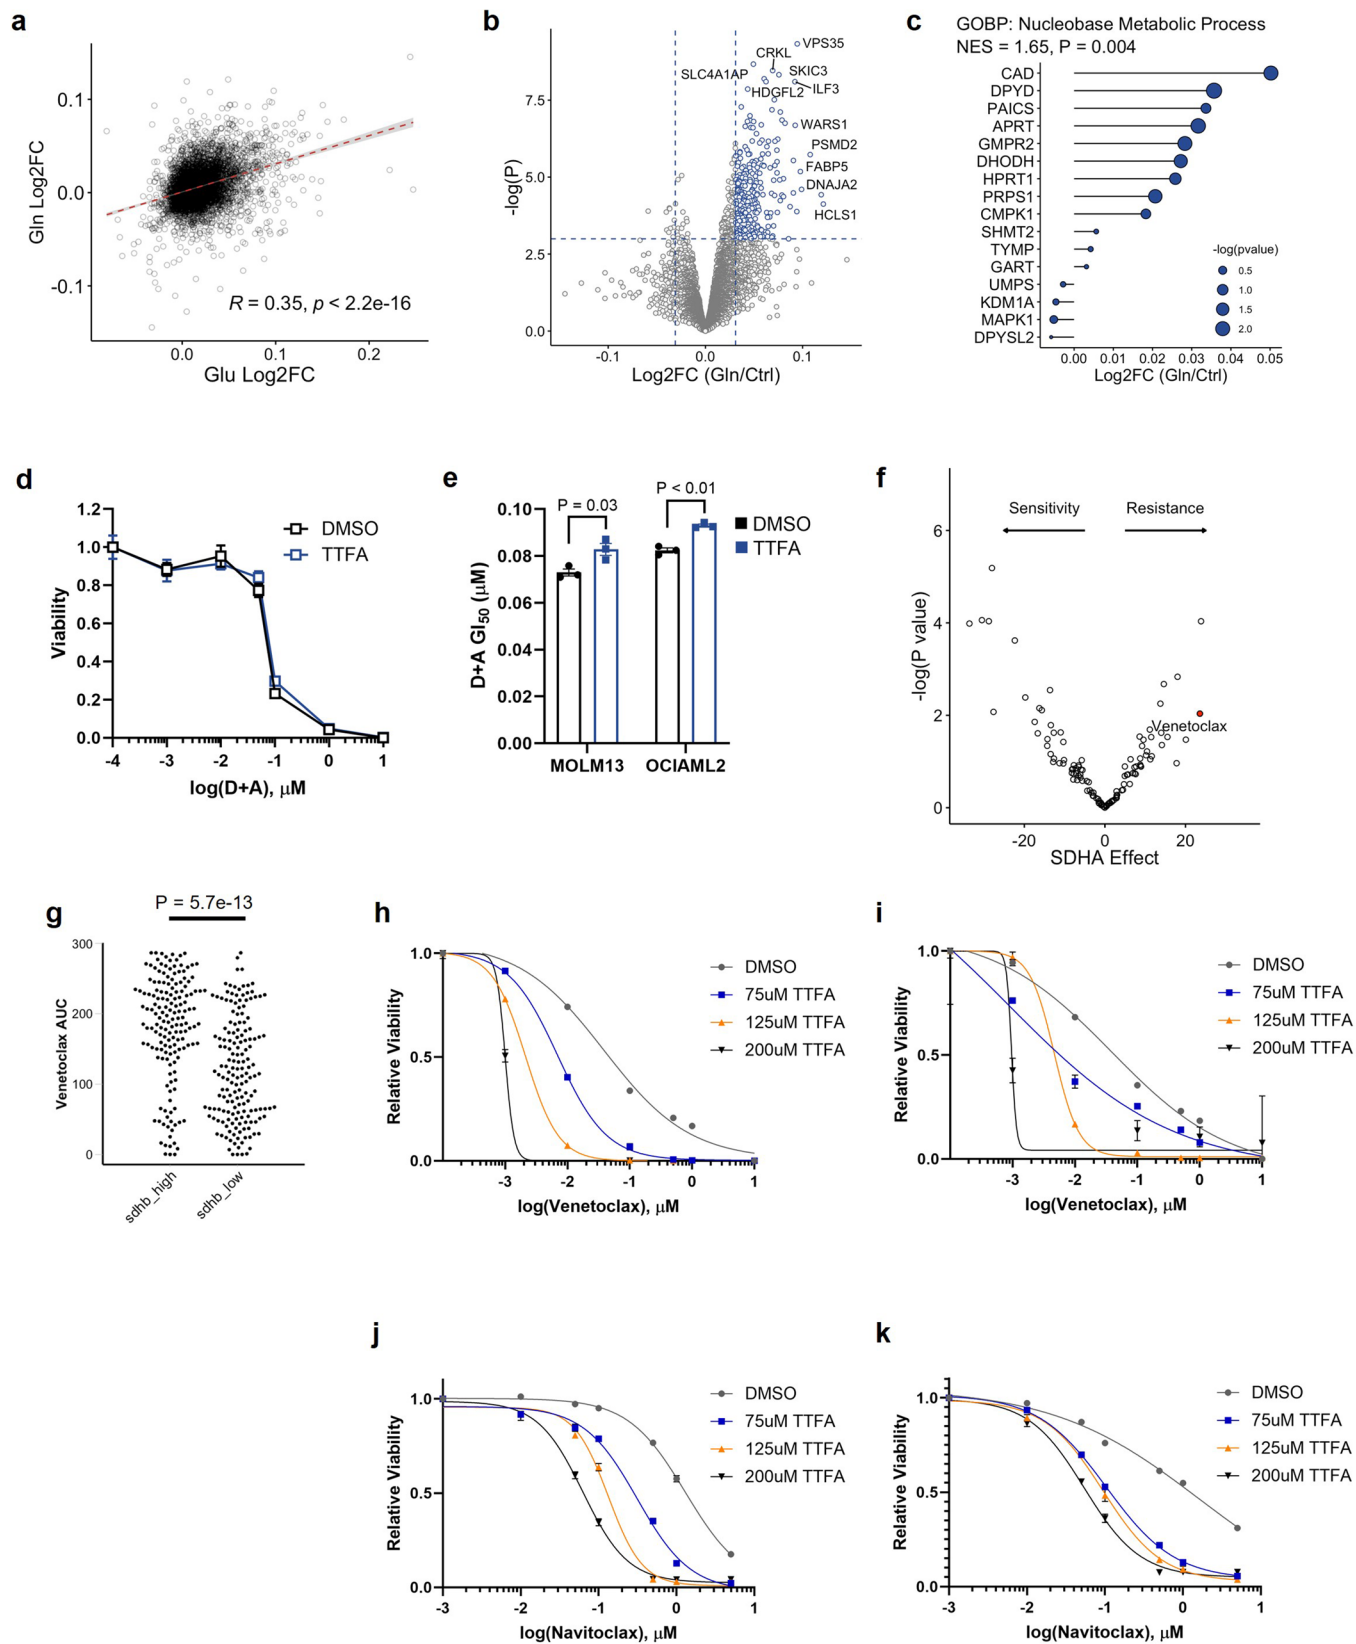 a
Gln Log2FC
0.1
0.0
-0.1
R = 0.35, p < 2.2e-16
0.0
0.1
0.2
Glu Log2FC
b
-log(P)
7.5
5.0
2.5
0.0
VPS35
CRKL
SLC4A1AP
SKIC3
ILF3
HDGFL2
WARS1
PSMD2
FABP5
DNAJA2
HCLS1
-0.1
0.0
0.1
Log2FC (Gln/Ctrl)
c
GOBP: Nucleobase Metabolic Process
NES = 1.65, P = 0.004
CAD
DPYD
PAICS
APRT
GMPR2
DHODH
HPRT1
PRPS1
CMPK1
SHMT2
TYMP
GART
UMPS
KDM1A
MAPK1
DPYSL2
-log(pvalue)
0.5
1.0
1.5
2.0
0.00
0.01
0.02
0.03
0.04
0.05
Log2FC (Gln/Ctrl)
d
Viability
1.2
1.0
0.8
0.6
0.4
0.2
0.0
DMSO
TTFA
-4
-3
-2
-1
0
1
log(D+A), μM
e
D+A GI50 (μM)
0.10
0.08
0.06
0.04
0.02
0.00
P = 0.03
P < 0.01
DMSO
TTFA
MOLM13
OCIAML2
f
-log(P value)
6
4
2
0
Sensitivity
Resistance
Venetoclax
-20
0
20
SDHA Effect
g
P = 5.7e-13
Venetoclax AUC
300
200
100
0
sdhb_high
sdhb_low
h
Relative Viability
1.0
0.5
0.0
DMSO
75uM TTFA
125uM TTFA
200uM TTFA
-3
-2
-1
0
1
log(Venetoclax), μM
i
Relative Viability
1.0
0.5
0.0
DMSO
75uM TTFA
125uM TTFA
200uM TTFA
-3
-2
-1
0
1
log(Venetoclax), μM
j
Relative Viability
1.0
0.5
0.0
DMSO
75uM TTFA
125uM TTFA
200uM TTFA
-3
-2
-1
0
1
log(Navitoclax), μM
k
Relative Viability
1.0
0.5
0.0
DMSO
75uM TTFA
125uM TTFA
200uM TTFA
-3
-2
-1
0
1
log(Navitoclax), μM